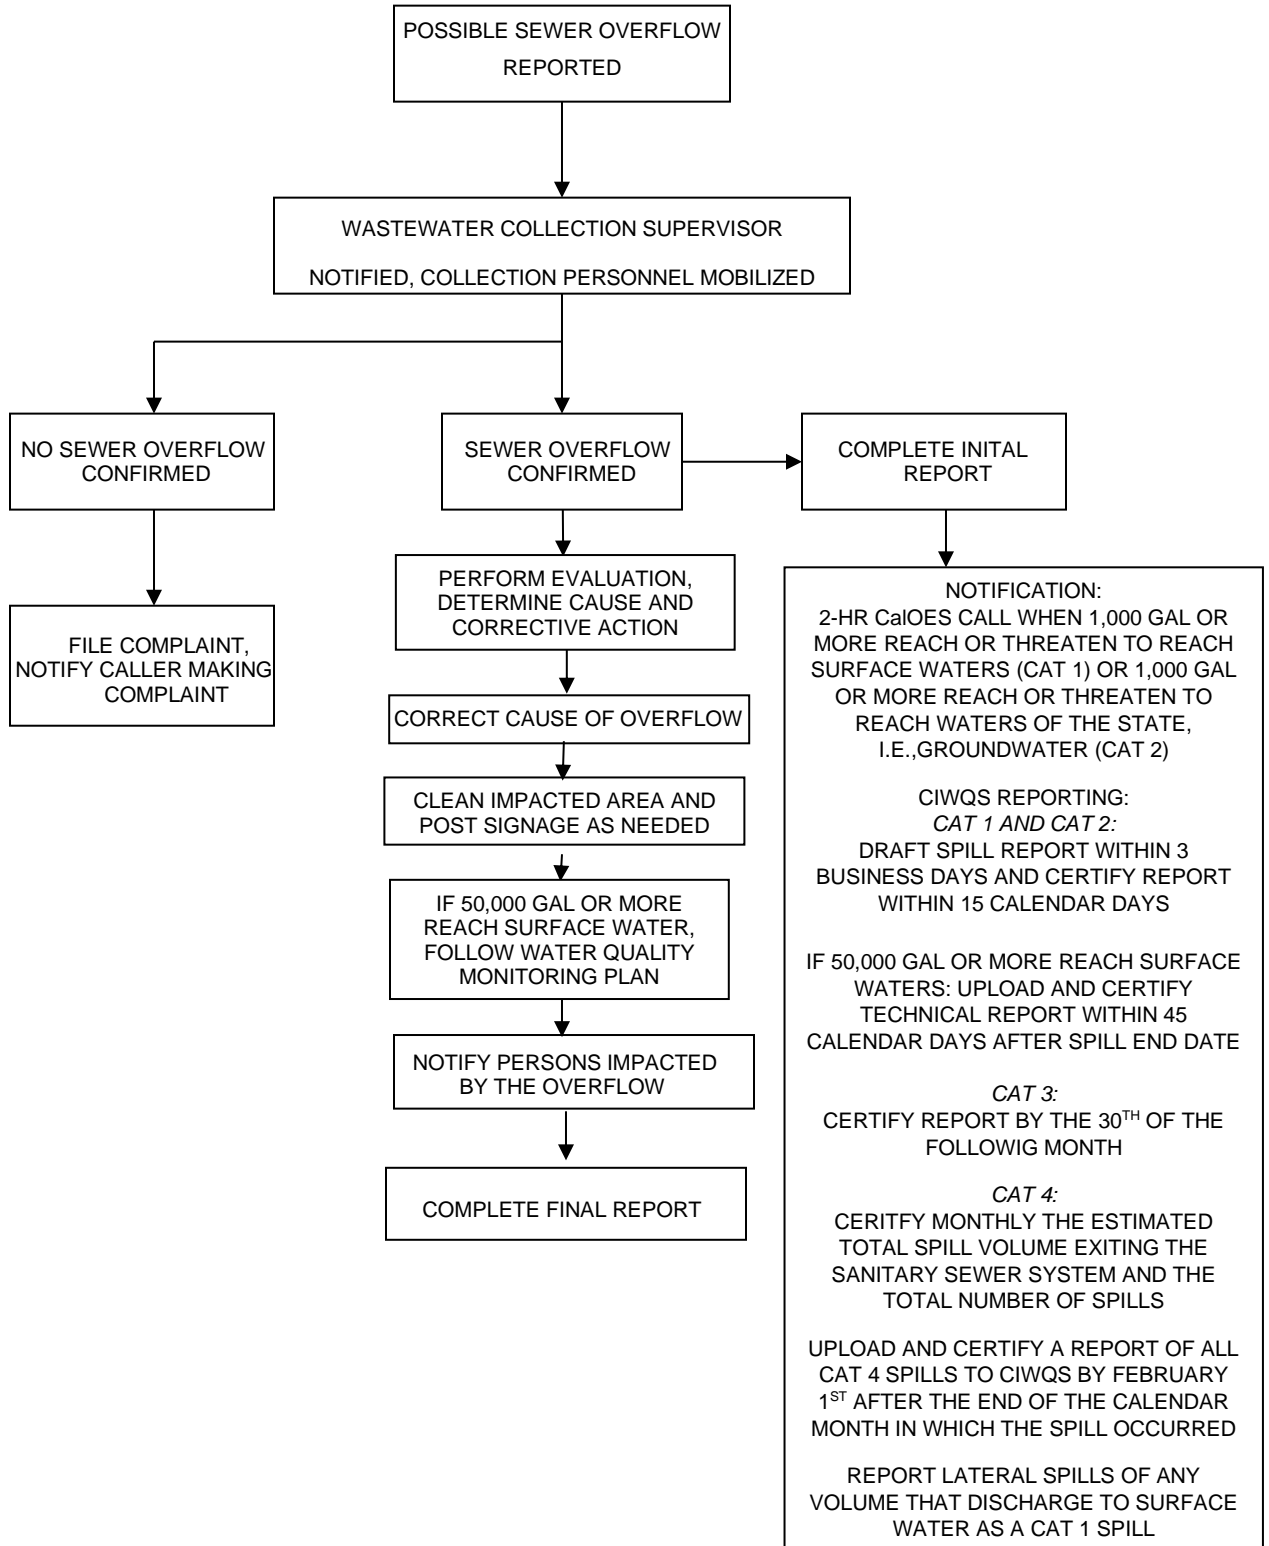 POSSIBLE SEWER OVERFLOW
REPORTED
WASTEWATER COLLECTION SUPERVISOR
NOTIFIED, COLLECTION PERSONNEL MOBILIZED
NO SEWER OVERFLOW
CONFIRMED
SEWER OVERFLOW
CONFIRMED
COMPLETE INITAL
REPORT
FILE COMPLAINT,
NOTIFY CALLER MAKING
COMPLAINT
PERFORM EVALUATION,
DETERMINE CAUSE AND
CORRECTIVE ACTION
CORRECT CAUSE OF OVERFLOW
CLEAN IMPACTED AREA AND
POST SIGNAGE AS NEEDED
IF 50,000 GAL OR MORE
REACH SURFACE WATER,
FOLLOW WATER QUALITY
MONITORING PLAN
NOTIFY PERSONS IMPACTED
BY THE OVERFLOW
COMPLETE FINAL REPORT
NOTIFICATION:
2-HR CalOES CALL WHEN 1,000 GAL OR
MORE REACH OR THREATEN TO REACH
SURFACE WATERS (CAT 1) OR 1,000 GAL
OR MORE REACH OR THREATEN TO
REACH WATERS OF THE STATE,
I.E.,GROUNDWATER (CAT 2)
CIWQS REPORTING:
CAT 1 AND CAT 2:
DRAFT SPILL REPORT WITHIN 3
BUSINESS DAYS AND CERTIFY REPORT
WITHIN 15 CALENDAR DAYS
IF 50,000 GAL OR MORE REACH SURFACE
WATERS: UPLOAD AND CERTIFY
TECHNICAL REPORT WITHIN 45
CALENDAR DAYS AFTER SPILL END DATE
CAT 3:
CERTIFY REPORT BY THE 30TH OF THE
FOLLOWIG MONTH
CAT 4:
CERITFY MONTHLY THE ESTIMATED
TOTAL SPILL VOLUME EXITING THE
SANITARY SEWER SYSTEM AND THE
TOTAL NUMBER OF SPILLS
UPLOAD AND CERTIFY A REPORT OF ALL
CAT 4 SPILLS TO CIWQS BY FEBRUARY
1ST AFTER THE END OF THE CALENDAR
MONTH IN WHICH THE SPILL OCCURRED
REPORT LATERAL SPILLS OF ANY
VOLUME THAT DISCHARGE TO SURFACE
WATER AS A CAT 1 SPILL